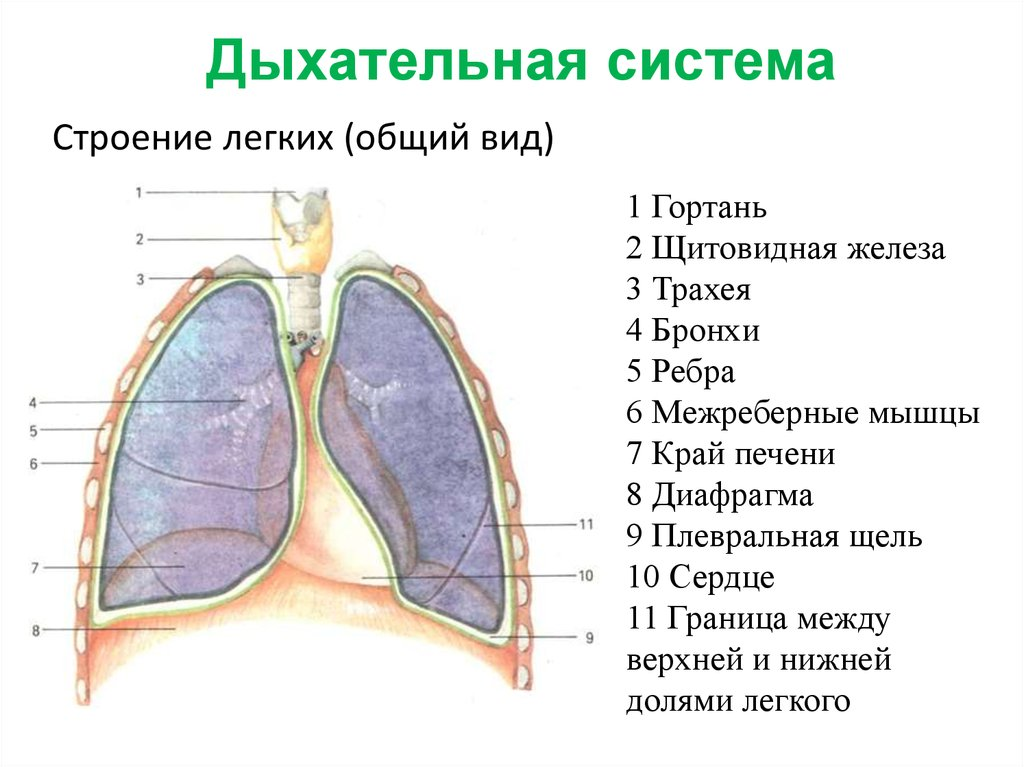 Дыхательная система
Строение легких (общий вид)
1
2
3
4
5
6
7
8
11
10
9
1 Гортань
2 Щитовидная железа
3 Трахея
4 Бронхи
5 Ребра
6 Межреберные мышцы
7 Край печени
8 Диафрагма
9 Плевральная щель
10 Сердце
11 Граница между
верхней и нижней
долями легкого